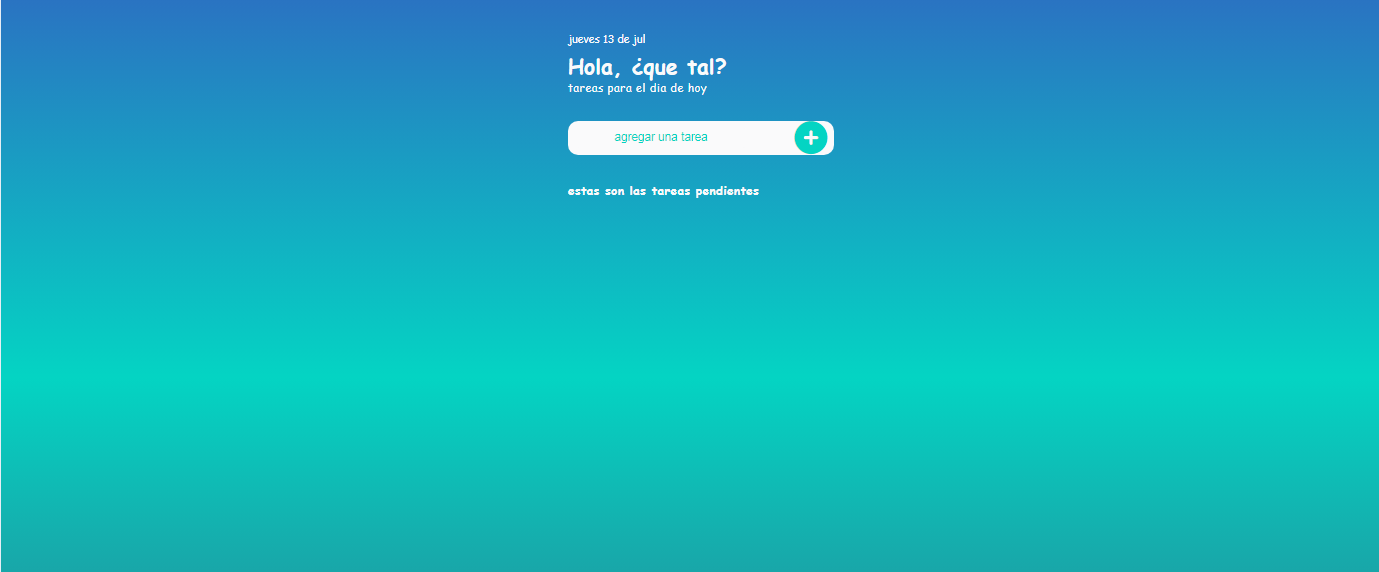 jueves 13 de jul
Hola, ¿que tal?
tareas para el dia de hoy
agregar una tarea
estas son las tareas pendientes